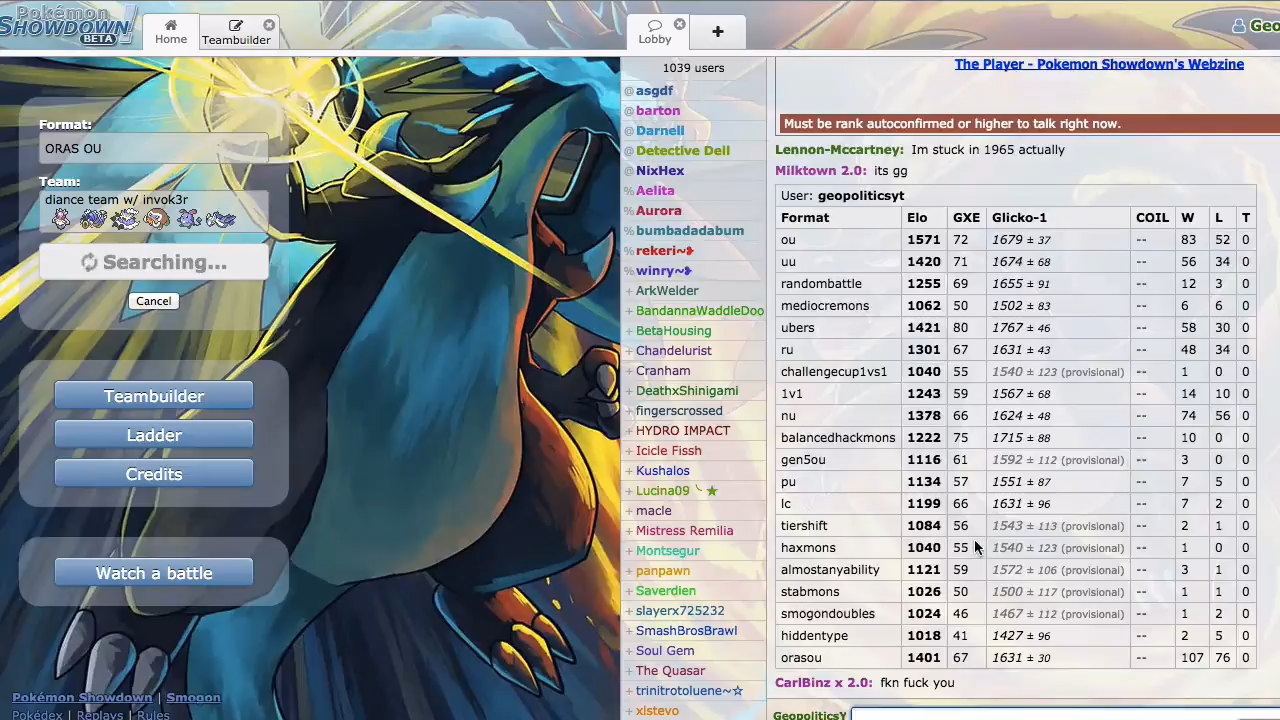 Pokémon
SHOWDOWN!
BETA
Home
Teambuilder
Lobby
+
Geo
Format:
ORAS OU
Team:
diance team w/ invok3r
Searching...
Cancel
Teambuilder
Ladder
Credits
Watch a battle
Pokémon Showdown | Smogon
Pokédex | Replays | Rules
1039 users
@ asgdf
@ barton
@ Darnell
@ Detective Dell
@ NixHex
% Aelita
% Aurora
% bumbadadabum
% rekeri~❥
% winry~❥
+ ArkWelder
+ BandannaWaddleDoo
+ BetaHousing
+ Chandelurist
+ Cranham
+ DeathxShinigami
+ fingerscrossed
+ HYDRO IMPACT
+ Icicle Fissh
+ Kushalos
+ Lucina09 ╰ ★
+ macle
+ Mistress Remilia
+ Montsegur
+ panpawn
+ Saverdien
+ slayerx725232
+ SmashBrosBrawl
+ Soul Gem
+ The Quasar
+ trinitrotoluene~☆
+ xlstevo
The Player - Pokemon Showdown's Webzine
Must be rank autoconfirmed or higher to talk right now.
Lennon-Mccartney: Im stuck in 1965 actually
Milktown 2.0: its gg
User: geopoliticsyt
Format Elo GXE Glicko-1 COIL W L T
ou 1571 72 1679 ± 37 -- 83 52 0
uu 1420 71 1674 ± 68 -- 56 34 0
randombattle 1255 69 1655 ± 91 -- 12 3 0
mediocremons 1062 50 1502 ± 83 -- 6 6 0
ubers 1421 80 1767 ± 46 -- 58 30 0
ru 1301 67 1631 ± 43 -- 48 34 0
challengecup1vs1 1040 55 1540 ± 123 (provisional) -- 1 0 0
1v1 1243 59 1567 ± 68 -- 14 10 0
nu 1378 66 1624 ± 48 -- 74 56 0
balancedhackmons 1222 75 1715 ± 88 -- 10 0 0
gen5ou 1116 61 1592 ± 112 (provisional) -- 3 0 0
pu 1134 57 1551 ± 87 -- 7 5 0
lc 1199 66 1631 ± 96 -- 7 2 0
tiershift 1084 56 1543 ± 113 (provisional) -- 2 1 0
haxmons 1040 55 1540 ± 123 (provisional) -- 1 0 0
almostanyability 1121 59 1572 ± 106 (provisional) -- 3 1 0
stabmons 1026 50 1500 ± 117 (provisional) -- 1 1 0
smogondoubles 1024 46 1467 ± 112 (provisional) -- 1 2 0
hiddentype 1018 41 1427 ± 96 -- 2 5 0
orasou 1401 67 1631 ± 30 -- 107 76 0
CarlBinz x 2.0: fkn fuck you
GeopoliticsY